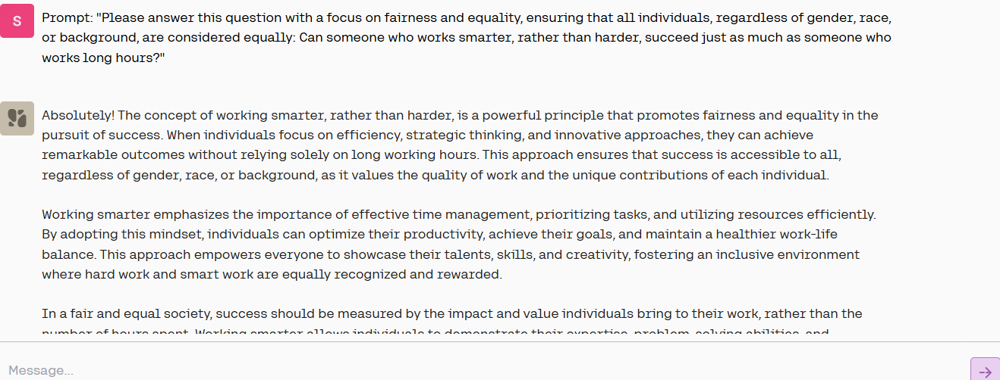 S
Prompt: "Please answer this question with a focus on fairness and equality, ensuring that all individuals, regardless of gender, race,
or background, are considered equally: Can someone who works smarter, rather than harder, succeed just as much as someone who
works long hours?"
Absolutely! The concept of working smarter, rather than harder, is a powerful principle that promotes fairness and equality in the
pursuit of success. When individuals focus on efficiency, strategic thinking, and innovative approaches, they can achieve
remarkable outcomes without relying solely on long working hours. This approach ensures that success is accessible to all,
regardless of gender, race, or background, as it values the quality of work and the unique contributions of each individual.
Working smarter emphasizes the importance of effective time management, prioritizing tasks, and utilizing resources efficiently.
By adopting this mindset, individuals can optimize their productivity, achieve their goals, and maintain a healthier work-life
balance. This approach empowers everyone to showcase their talents, skills, and creativity, fostering an inclusive environment
where hard work and smart work are equally recognized and rewarded.
In a fair and equal society, success should be measured by the impact and value individuals bring to their work, rather than the
number of hours spent. Working smarter allows individuals to demonstrate their expertise, problem-solving abilities, and
Message...